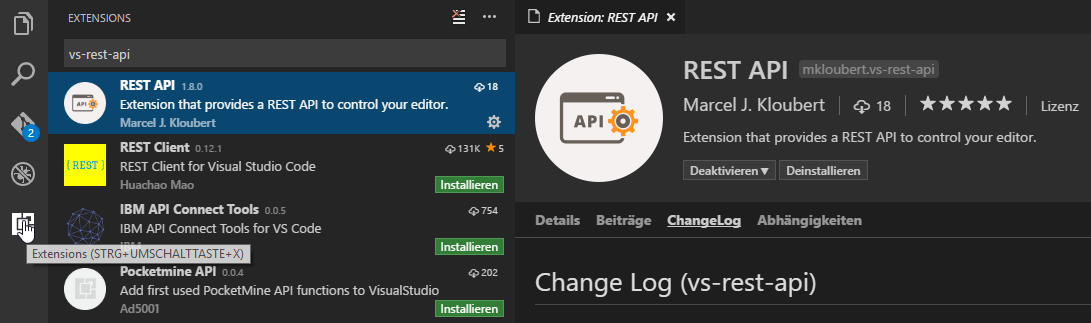 EXTENSIONS
vs-rest-api
REST API 1.8.0 18
Extension that provides a REST API to control your editor.
Marcel J. Kloubert
{ REST }
REST Client 0.12.1 131K 5
REST Client for Visual Studio Code
Huachao Mao Installieren
IBM API Connect Tools 0.0.5 754
IBM API Connect Tools for VS Code
IBM Installieren
Pocketmine API 0.0.4 202
Add first used PocketMine API functions to VisualStudio
Ad5001 Installieren
2
Extensions (STRG+UMSCHALTTASTE+X)
Extension: REST API
API
REST API mkloubert.vs-rest-api
Marcel J. Kloubert 18 Lizenz
Extension that provides a REST API to control your editor.
Deaktivieren Deinstallieren
Details Beiträge ChangeLog Abhängigkeiten
Change Log (vs-rest-api)